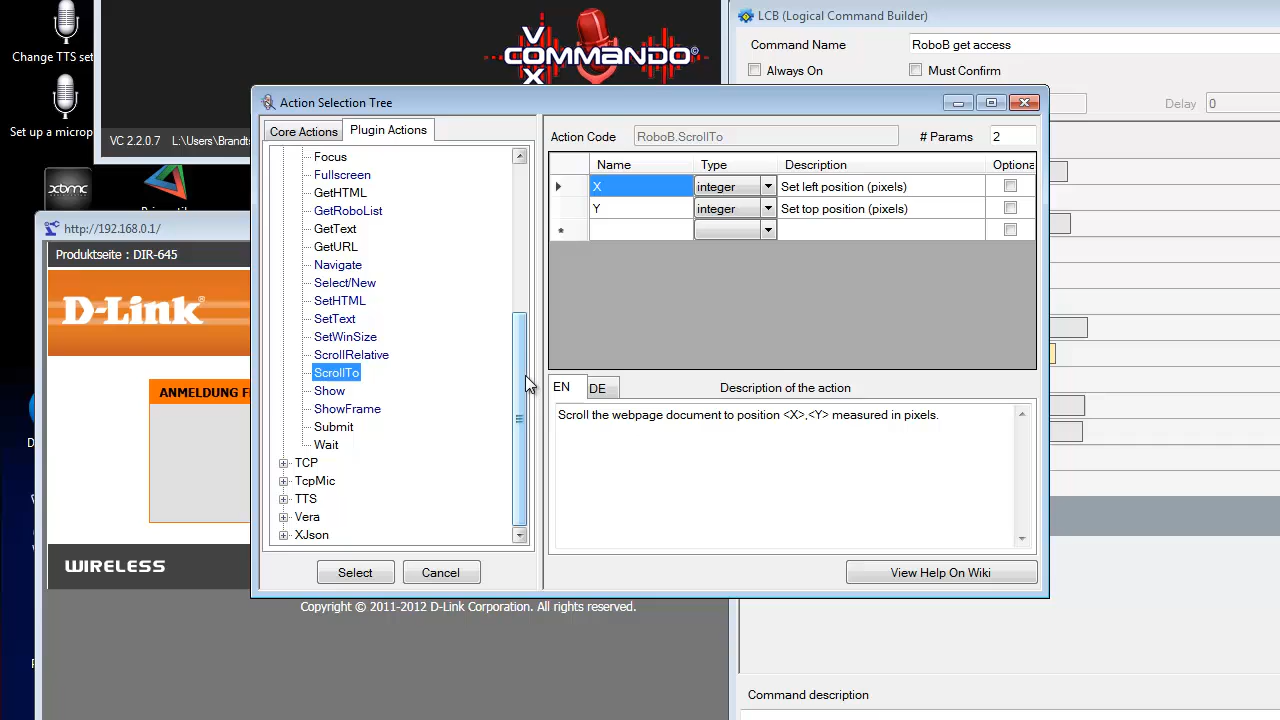 Change TTS set
Set up a microp
xbmc
VOX
COMMANDO©
VC 2.2.0.7 L:\Users\Brandt
LCB (Logical Command Builder)
Command Name RoboB get access
Always On Must Confirm
Delay 0
Action Selection Tree
Core Actions Plugin Actions
Focus
Fullscreen
GetHTML
GetRoboList
GetText
GetURL
Navigate
Select/New
SetHTML
SetText
SetWinSize
ScrollRelative
ScrollTo
Show
ShowFrame
Submit
Wait
TCP
TcpMic
TTS
Vera
XJson
Select Cancel
Action Code RoboB.ScrollTo # Params 2
Name Type Description Optiona
X integer Set left position (pixels)
Y integer Set top position (pixels)
EN DE Description of the action
Scroll the webpage document to position <X>,<Y> measured in pixels.
View Help On Wiki
http://192.168.0.1/
Produktseite : DIR-645
D-Link®
ANMELDUNG F
WIRELESS
Copyright © 2011-2012 D-Link Corporation. All rights reserved.
Command description